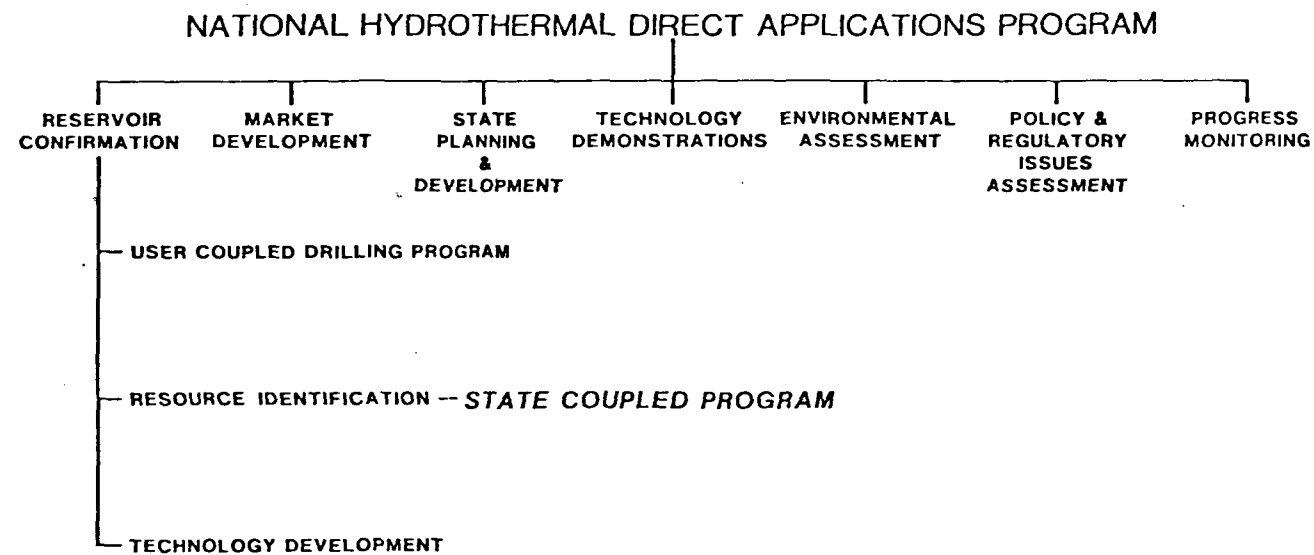 NATIONAL HYDROTHERMAL DIRECT APPLICATIONS PROGRAM
RESERVOIR
CONFIRMATION
MARKET
DEVELOPMENT
STATE
PLANNING
&
DEVELOPMENT
TECHNOLOGY
DEMONSTRATIONS
ENVIRONMENTAL
ASSESSMENT
POLICY &
REGULATORY
ISSUES
ASSESSMENT
PROGRESS
MONITORING
USER COUPLED DRILLING PROGRAM
RESOURCE IDENTIFICATION -- STATE COUPLED PROGRAM
TECHNOLOGY DEVELOPMENT